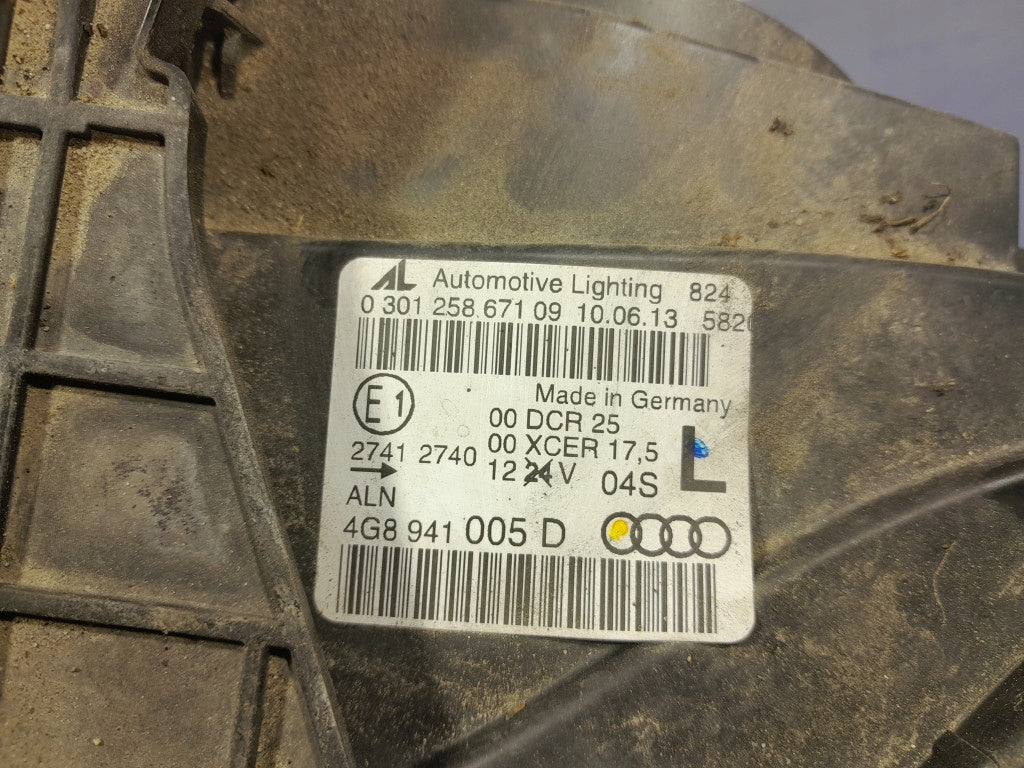 AL Automotive Lighting 824
0 301 258 671 09 10.06.13 5820
Made in Germany
E1
00 DCR 25
00 XCER 17,5
2741 2740
12 24 V
04S
L
ALN
4G8 941 005 D